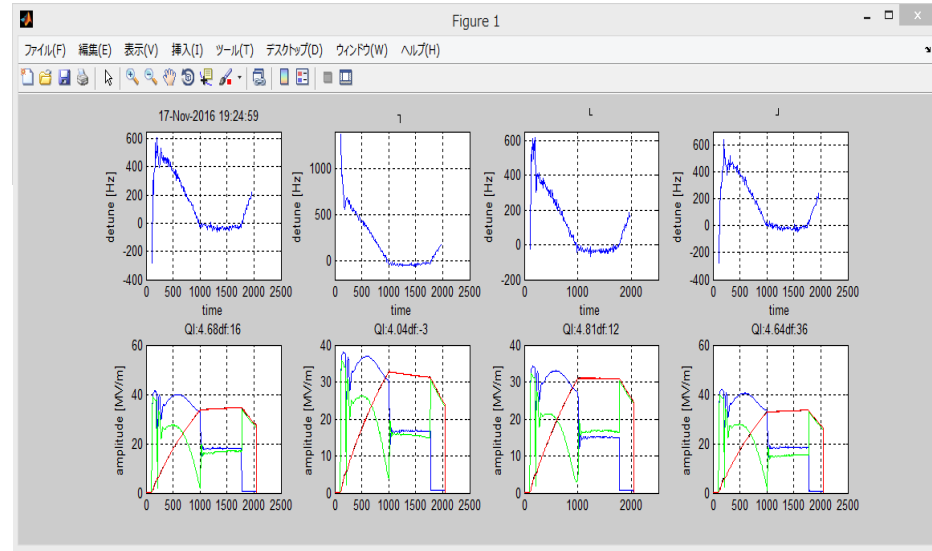 Figure 1
ファイル(F) 編集(E) 表示(V) 挿入(I) ツール(T) デスクトップ(D) ウィンドウ(W) ヘルプ(H)
17-Nov-2016 19:24:59
┐
└
┘
detune [Hz]
600
400
200
0
-200
-400
0 500 1000 1500 2000 2500
time
detune [Hz]
1000
500
0
0 500 1000 1500 2000 2500
time
detune [Hz]
600
400
200
0
-200
0 1000 2000
time
detune [Hz]
600
400
200
0
-200
-400
0 500 1000 1500 2000 2500
time
Ql:4.68df:16
amplitude [MV/m]
60
40
20
0
0 500 1000 1500 2000 2500
Ql:4.04df:-3
amplitude [MV/m]
40
30
20
10
0
0 500 1000 1500 2000 2500
Ql:4.81df:12
amplitude [MV/m]
40
30
20
10
0
0 500 1000 1500 2000
Ql:4.64df:36
amplitude [MV/m]
60
40
20
0
0 500 1000 1500 2000 2500